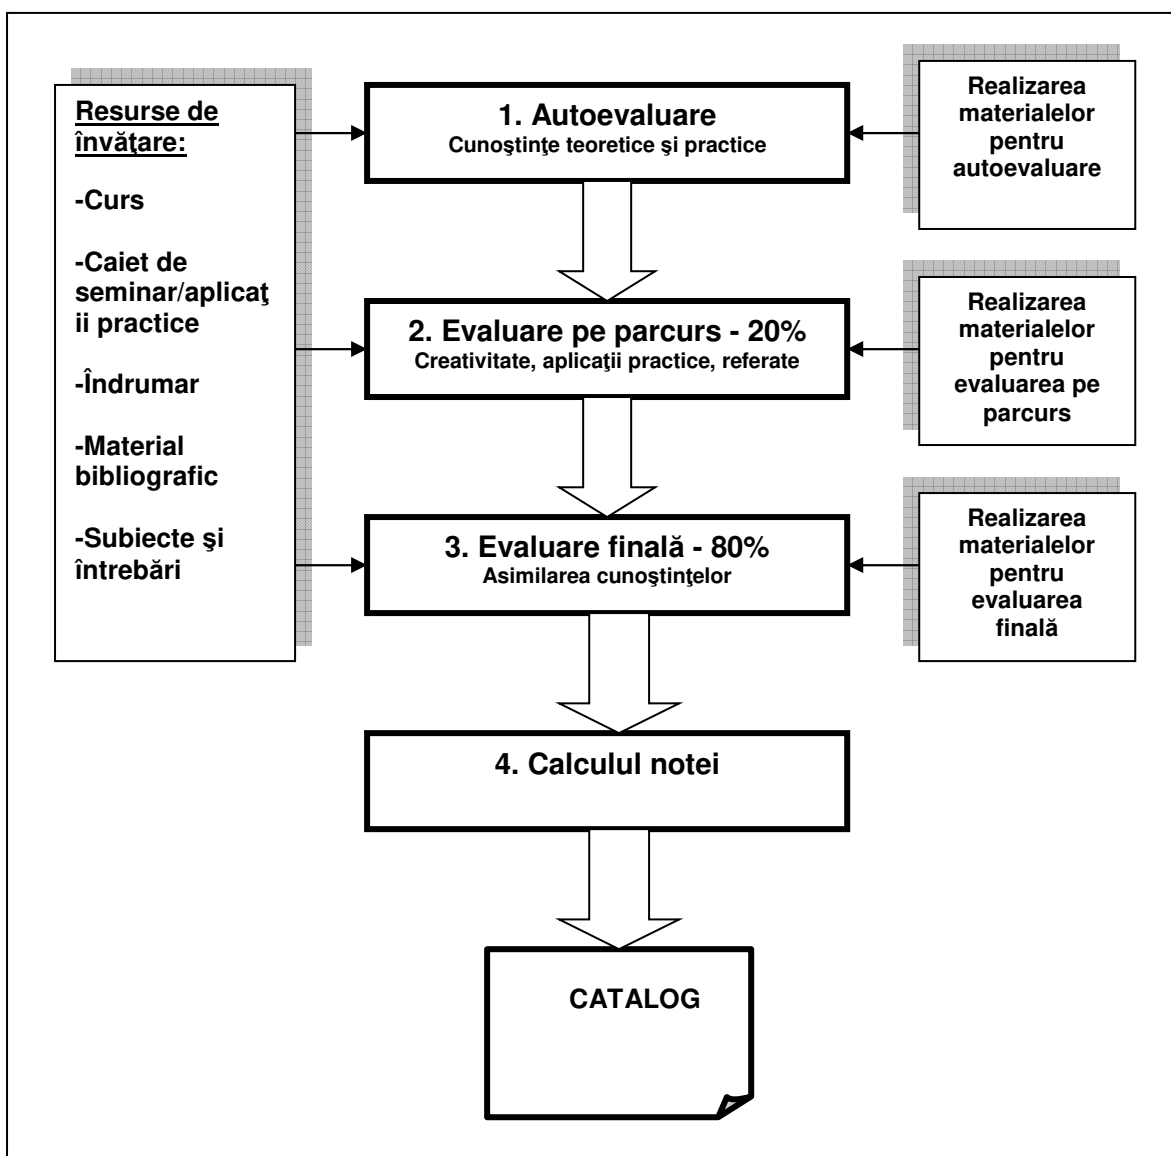 Resurse de
învăţare:
-Curs
-Caiet de
seminar/aplicaţ
ii practice
-Îndrumar
-Material
bibliografic
-Subiecte şi
întrebări
1. Autoevaluare
Cunoştinţe teoretice şi practice
2. Evaluare pe parcurs - 20%
Creativitate, aplicaţii practice, referate
3. Evaluare finală - 80%
Asimilarea cunoştinţelor
4. Calculul notei
CATALOG
Realizarea
materialelor
pentru
autoevaluare
Realizarea
materialelor
pentru
evaluarea pe
parcurs
Realizarea
materialelor
pentru
evaluarea
finală